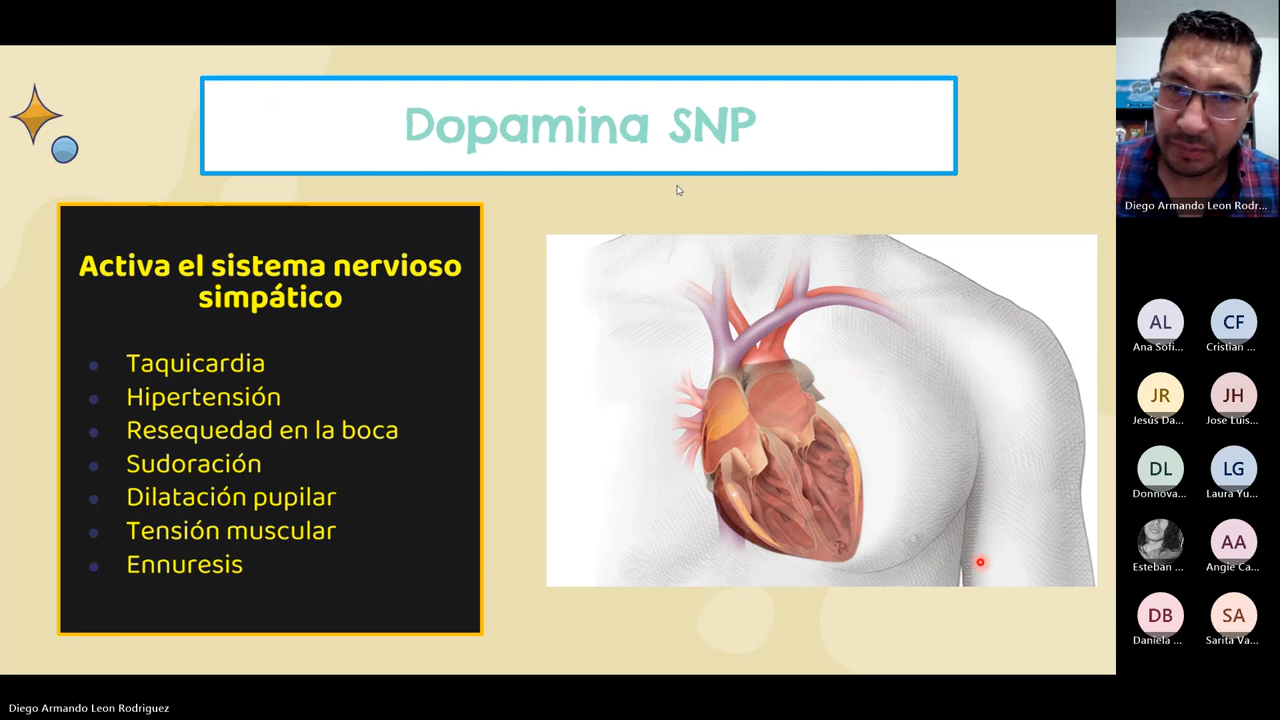 Dopamina SNP
Activa el sistema nervioso
simpático
Taquicardia
Hipertensión
Resequedad en la boca
Sudoración
Dilatación pupilar
Tensión muscular
Ennuresis
Diego Armando Leon Rodr...
AL
CF
Ana Sofi...
Cristian ...
JR
JH
Jesús Da...
Jose Luis...
DL
LG
Donnova...
Laura Yu...
AA
Esteban ...
Angie Ca...
DB
SA
Daniela ...
Sarita Va...
Diego Armando Leon Rodriguez